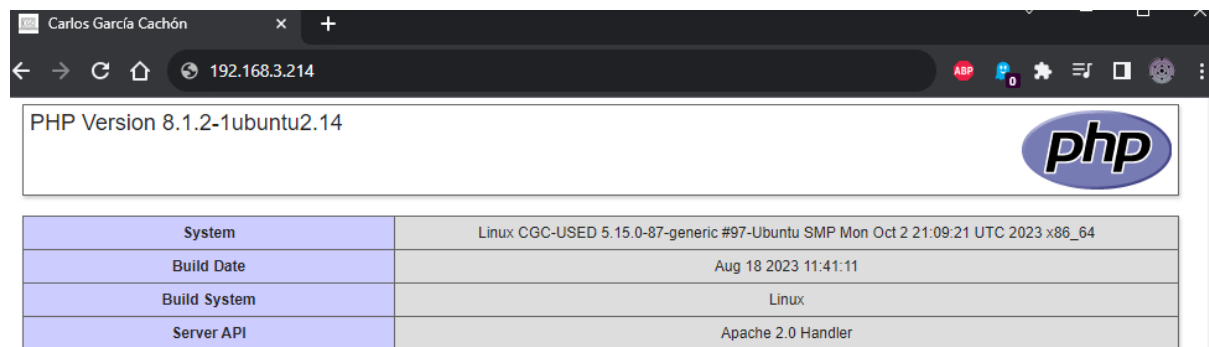 Carlos García Cachón
192.168.3.214
ABP
0
PHP Version 8.1.2-1ubuntu2.14
php
System Linux CGC-USED 5.15.0-87-generic #97-Ubuntu SMP Mon Oct 2 21:09:21 UTC 2023 x86_64
Build Date Aug 18 2023 11:41:11
Build System Linux
Server API Apache 2.0 Handler